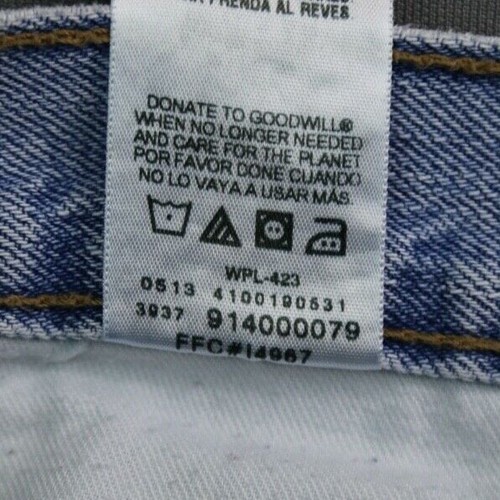 PRENDA AL REVES.
DONATE TO GOODWILL®
WHEN NO LONGER NEEDED
AND CARE FOR THE PLANET
POR FAVOR DONE CUANDO
NO LO VAYA A USAR MÁS.
WPL-423
0513 4100190531
3937 914000079
FFC#14967